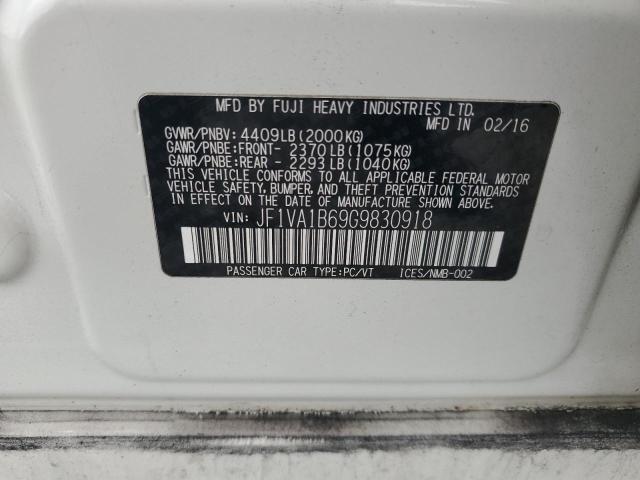 MFD BY FUJI HEAVY INDUSTRIES LTD.
MFD IN 02/16
GVWR/PNBV: 4409LB (2000KG)
GAWR/PNBE:FRONT- 2370LB (1075KG)
GAWR/PNBE:REAR - 2293LB (1040KG)
THIS VEHICLE CONFORMS TO ALL APPLICABLE FEDERAL MOTOR
VEHICLE SAFETY, BUMPER, AND THEFT PREVENTION STANDARDS
IN EFFECT ON THE DATE OF MANUFACTURE SHOWN ABOVE.
VIN: JF1VA1B69G9830918
PASSENGER CAR TYPE:PC/VT ICES/NMB-002